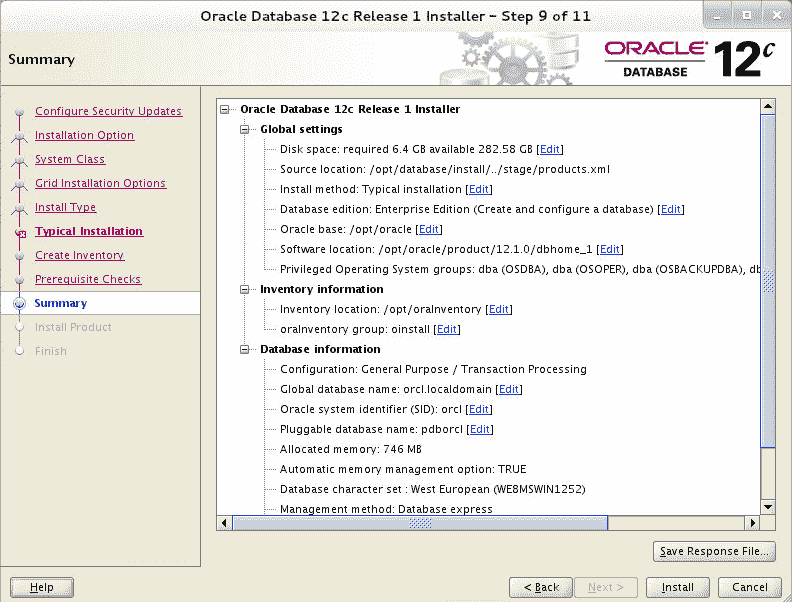 Oracle Database 12c Release 1 Installer - Step 9 of 11
Summary
ORACLE DATABASE 12c
Configure Security Updates
Installation Option
System Class
Grid Installation Options
Install Type
Typical Installation
Create Inventory
Prerequisite Checks
Summary
Install Product
Finish
Oracle Database 12c Release 1 Installer
Global settings
Disk space: required 6.4 GB available 282.58 GB [Edit]
Source location: /opt/database/install/../stage/products.xml
Install method: Typical installation [Edit]
Database edition: Enterprise Edition (Create and configure a database) [Edit]
Oracle base: /opt/oracle [Edit]
Software location: /opt/oracle/product/12.1.0/dbhome_1 [Edit]
Privileged Operating System groups: dba (OSDBA), dba (OSOPER), dba (OSBACKUPDBA), db
Inventory information
Inventory location: /opt/oraInventory [Edit]
oraInventory group: oinstall [Edit]
Database information
Configuration: General Purpose / Transaction Processing
Global database name: orcl.localdomain [Edit]
Oracle system identifier (SID): orcl [Edit]
Pluggable database name: pdborcl [Edit]
Allocated memory: 746 MB
Automatic memory management option: TRUE
Database character set : West European (WE8MSWIN1252)
Management method: Database express
Save Response File...
Help
< Back
Next >
Install
Cancel